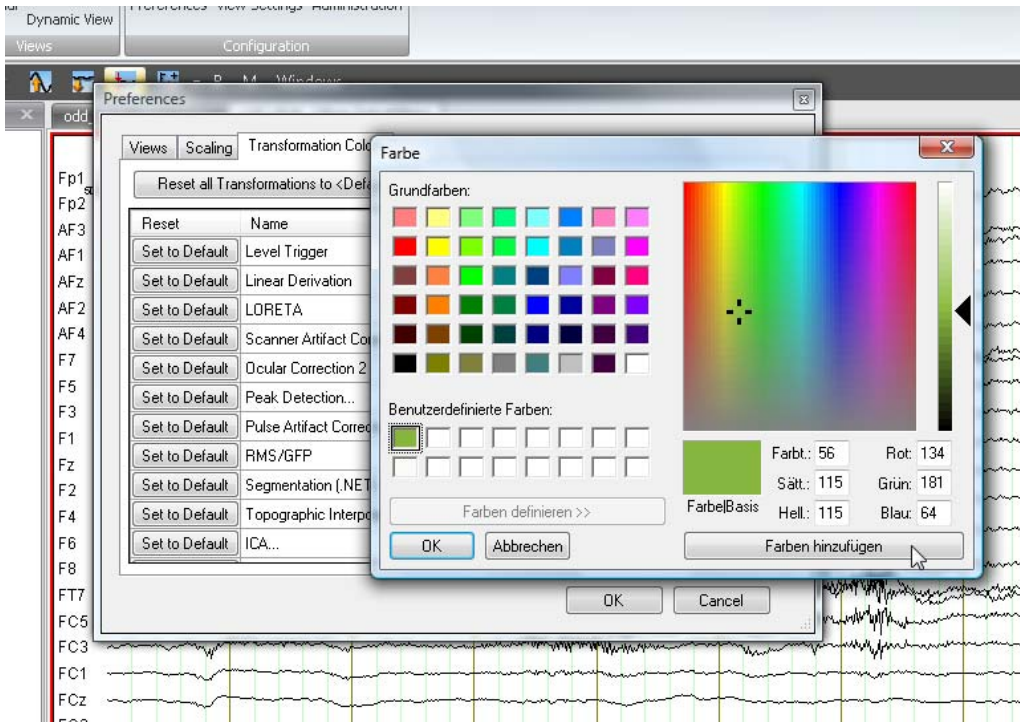 Dynamic View
Preferences View Settings Administration
Views
Configuration
Windows
Preferences
odd_
Views
Scaling
Transformation Colo
Reset all Transformations to <Defa
Reset
Name
Set to Default
Level Trigger
Set to Default
Linear Derivation
Set to Default
LORETA
Set to Default
Scanner Artifact Co
Set to Default
Ocular Correction 2
Set to Default
Peak Detection...
Set to Default
Pulse Artifact Correc
Set to Default
RMS/GFP
Set to Default
Segmentation (.NET
Set to Default
Topographic Interpo
Set to Default
ICA...
OK
Cancel
Farbe
Grundfarben:
Benutzerdefinierte Farben:
Farben definieren >>
OK
Abbrechen
Farbe|Basis
Farbt.: 56
Rot: 134
Sätt.: 115
Grün: 181
Hell.: 115
Blau: 64
Farben hinzufügen
Fp1
Fp2
AF3
AF1
AFz
AF2
AF4
F7
F5
F3
F1
Fz
F2
F4
F6
F8
FT7
FC5
FC3
FC1
FCz